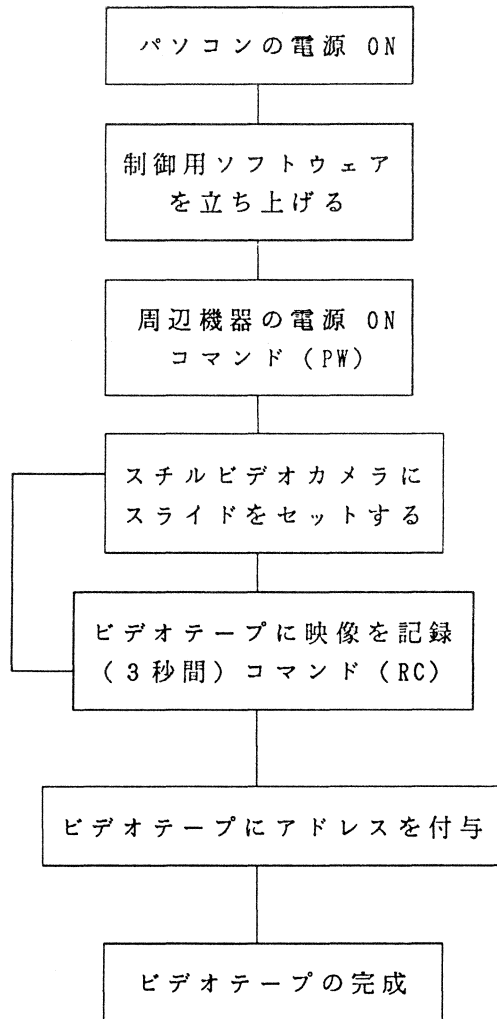 パソコンの電源 ON
制御用ソフトウェア
を立ち上げる
周辺機器の電源 ON
コマンド（PW）
スチルビデオカメラに
スライドをセットする
ビデオテープに映像を記録
（3秒間）コマンド（RC）
ビデオテープにアドレスを付与
ビデオテープの完成